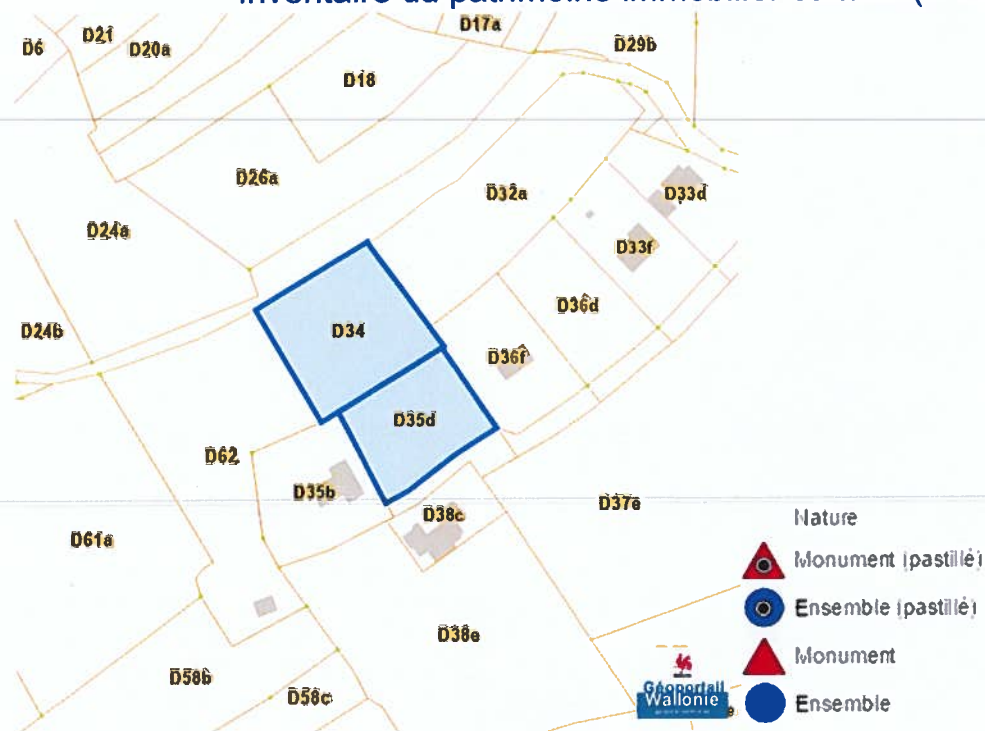 D17a
D6
D21
D20a
D29b
D18
D26a
D32a
D33d
D24a
D33f
D36d
D24b
D34
D36f
D35d
D62
D35b
D38c
D37e
D61a
D38e
D58b
D58c
Nature
Monument (pastillé)
Ensemble (pastillé)
Monument
Ensemble
Géoportail
Wallonie